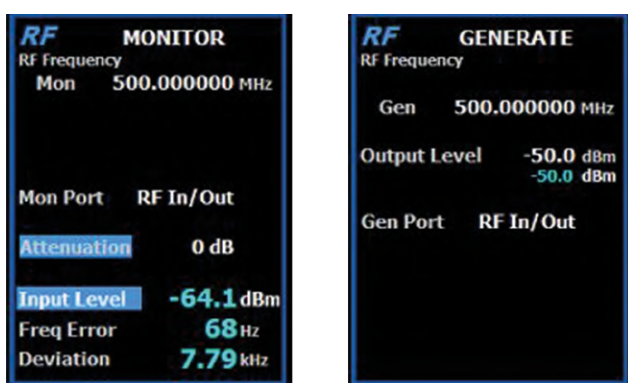 RF MONITOR
RF Frequency
Mon 500.000000 MHz
Mon Port RF In/Out
Attenuation 0 dB
Input Level -64.1 dBm
Freq Error 68 Hz
Deviation 7.79 kHz
RF GENERATE
RF Frequency
Gen 500.000000 MHz
Output Level -50.0 dBm
-50.0 dBm
Gen Port RF In/Out